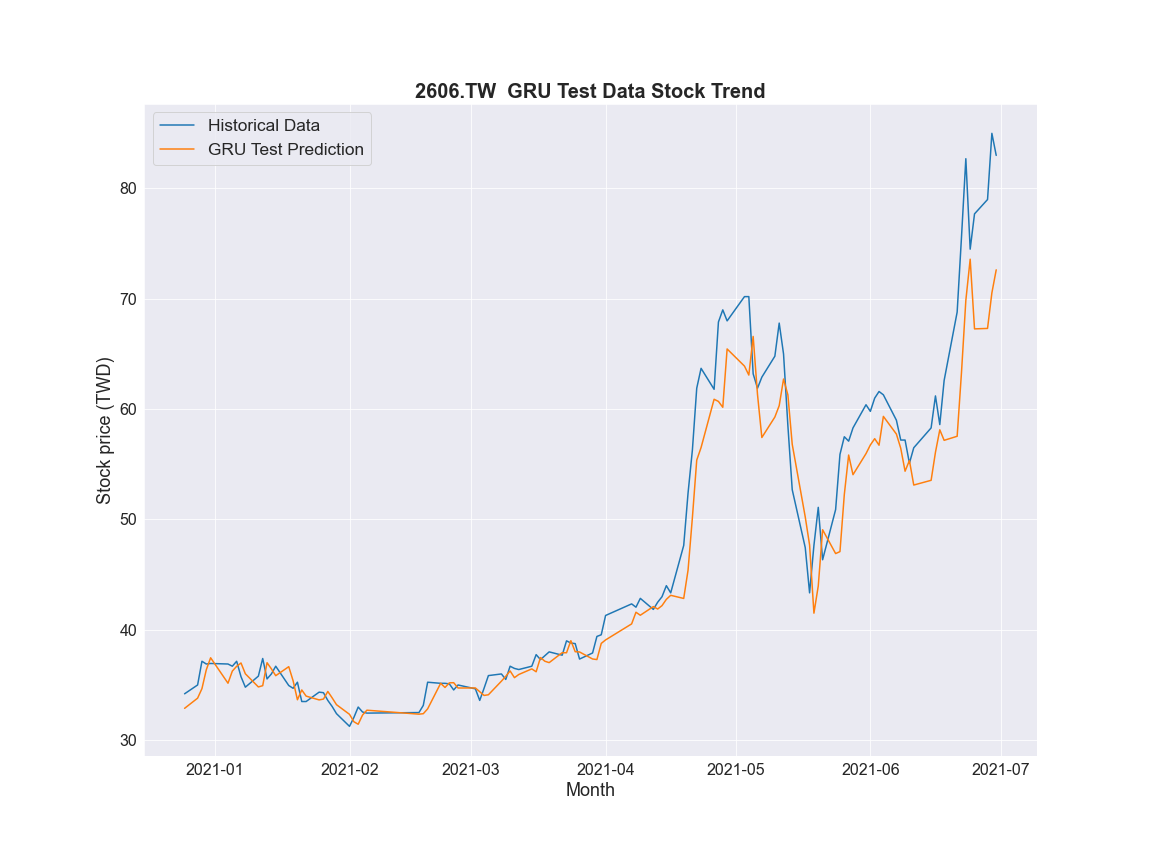 2606.TW  GRU Test Data Stock Trend
Historical Data
GRU Test Prediction
Stock price (TWD)
80
70
60
50
40
30
2021-01 2021-02 2021-03 2021-04 2021-05 2021-06 2021-07
Month